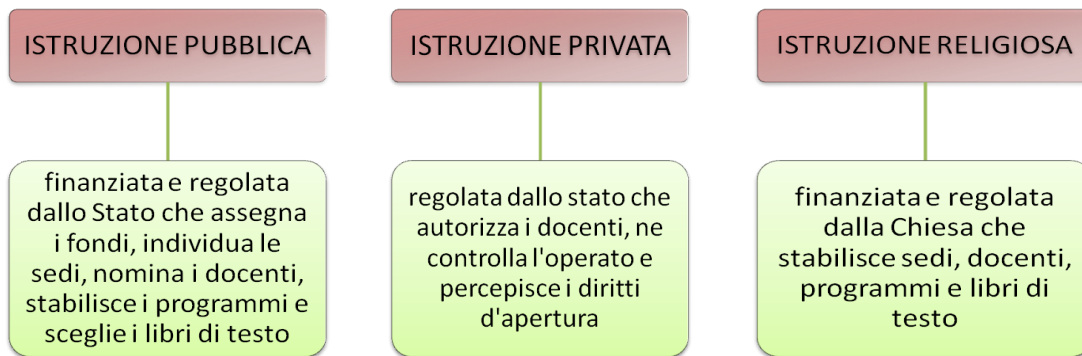 ISTRUZIONE PUBBLICA
finanziata e regolata
dallo Stato che assegna
i fondi, individua le
sedi, nomina i docenti,
stabilisce i programmi e
sceglie i libri di testo
ISTRUZIONE PRIVATA
regolata dallo stato che
autorizza i docenti, ne
controlla l'operato e
percepisce i diritti
d'apertura
ISTRUZIONE RELIGIOSA
finanziata e regolata
dalla Chiesa che
stabilisce sedi, docenti,
programmi e libri di
testo